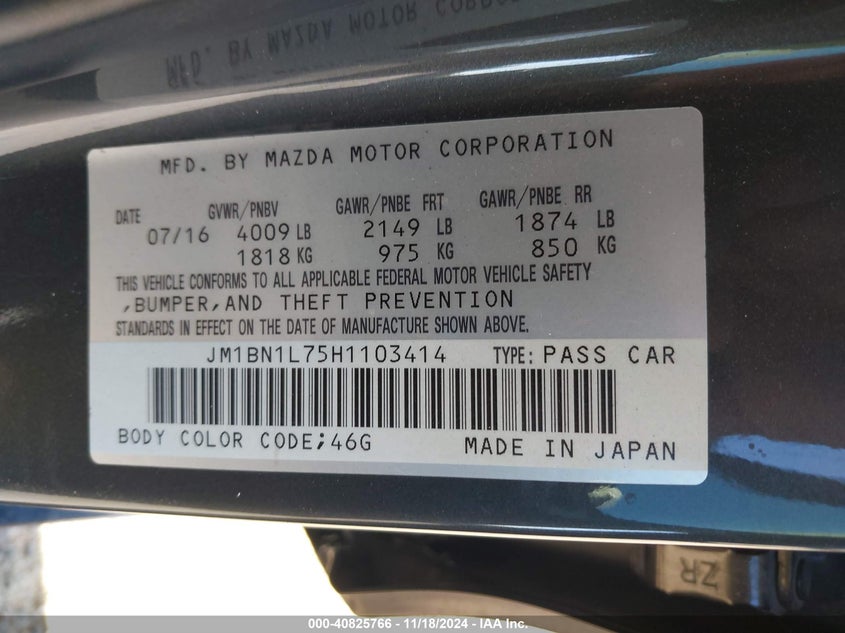 MFD. BY MAZDA MOTOR CORPORATION
DATE GVWR/PNBV GAWR/PNBE FRT GAWR/PNBE RR
07/16 4009 LB 2149 LB 1874 LB
1818 KG 975 KG 850 KG
THIS VEHICLE CONFORMS TO ALL APPLICABLE FEDERAL MOTOR VEHICLE SAFETY
,BUMPER,AND THEFT PREVENTION
STANDARDS IN EFFECT ON THE DATE OF MANUFACTURE SHOWN ABOVE.
JM1BN1L75H1103414 TYPE: PASS CAR
BODY COLOR CODE;46G MADE IN JAPAN
ZR
000-40825766 - 11/18/2024 - IAA Inc.